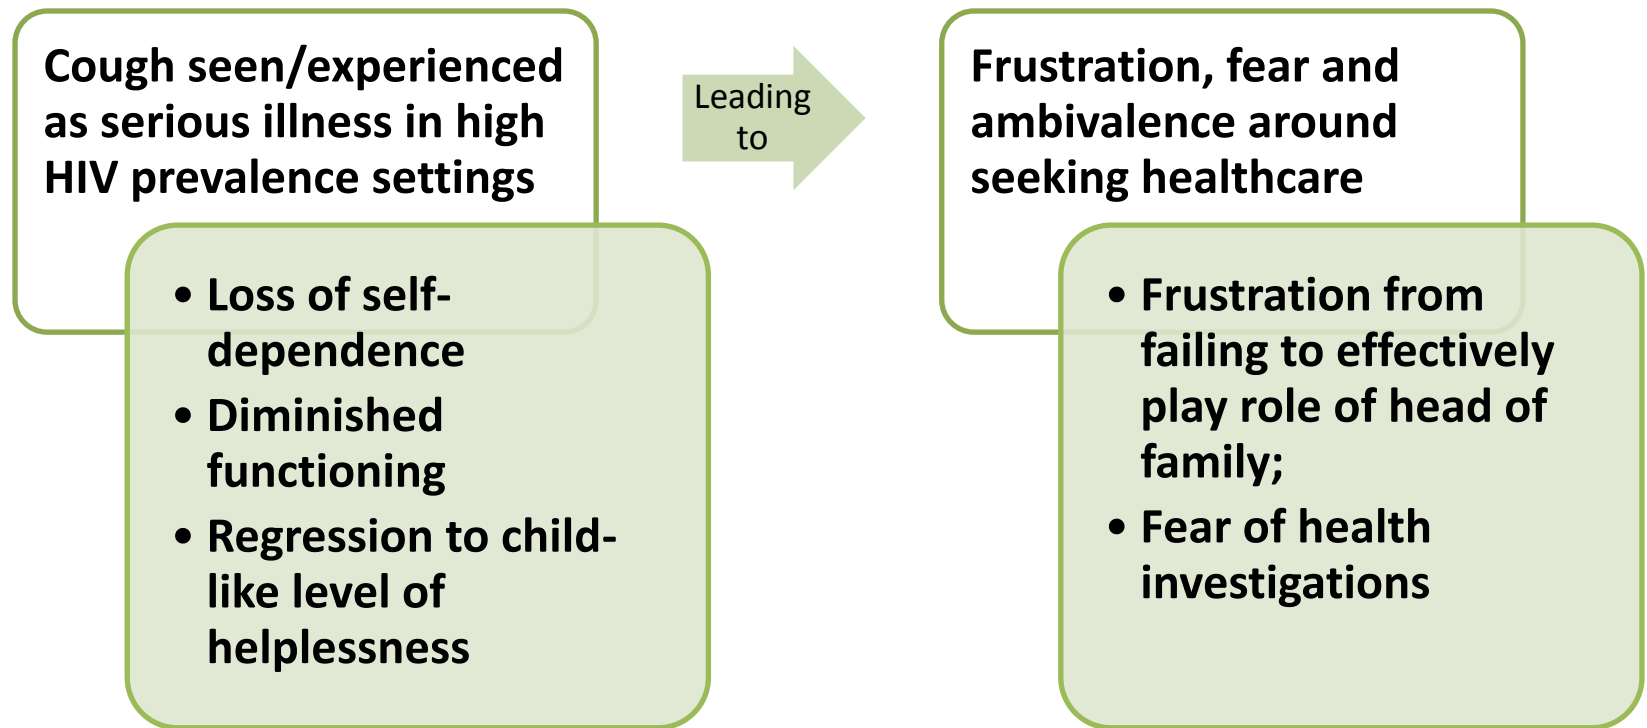 Cough seen/experienced
as serious illness in high
HIV prevalence settings
• Loss of self-
dependence
• Diminished
functioning
• Regression to child-
like level of
helplessness
Leading
to
Frustration, fear and
ambivalence around
seeking healthcare
• Frustration from
failing to effectively
play role of head of
family;
• Fear of health
investigations